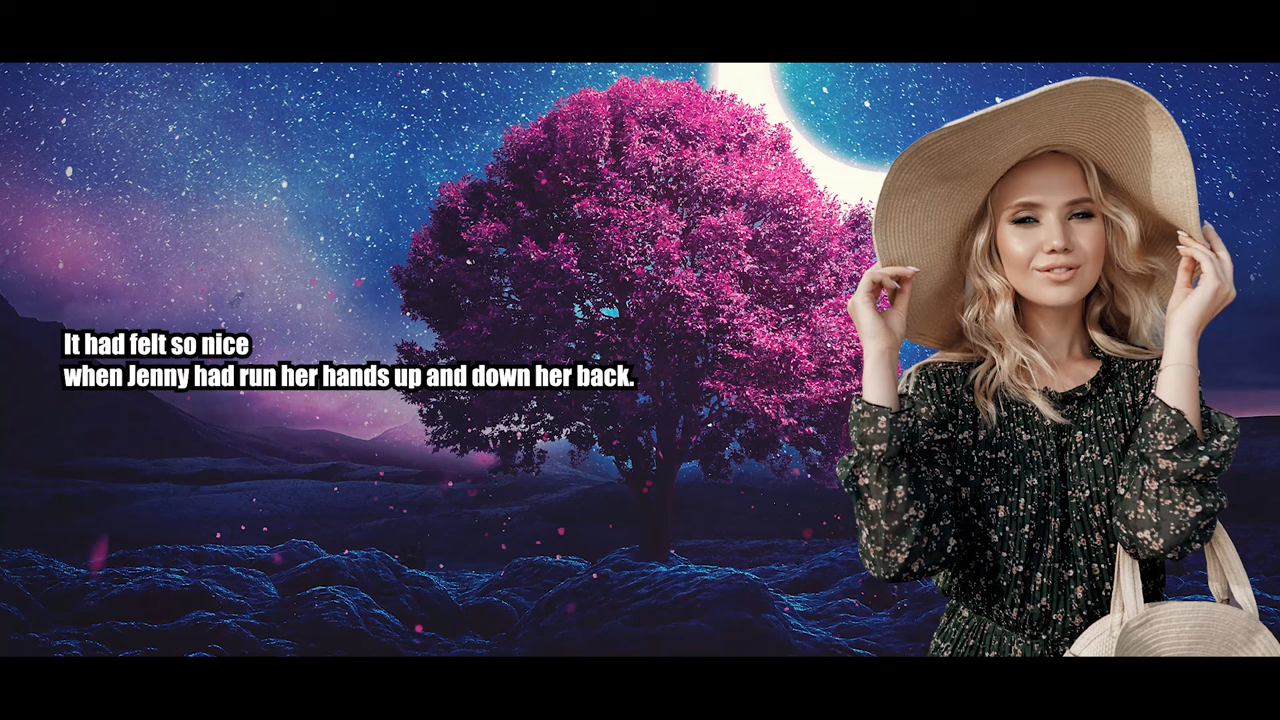 It had felt so nice
when Jenny had run her hands up and down her back.